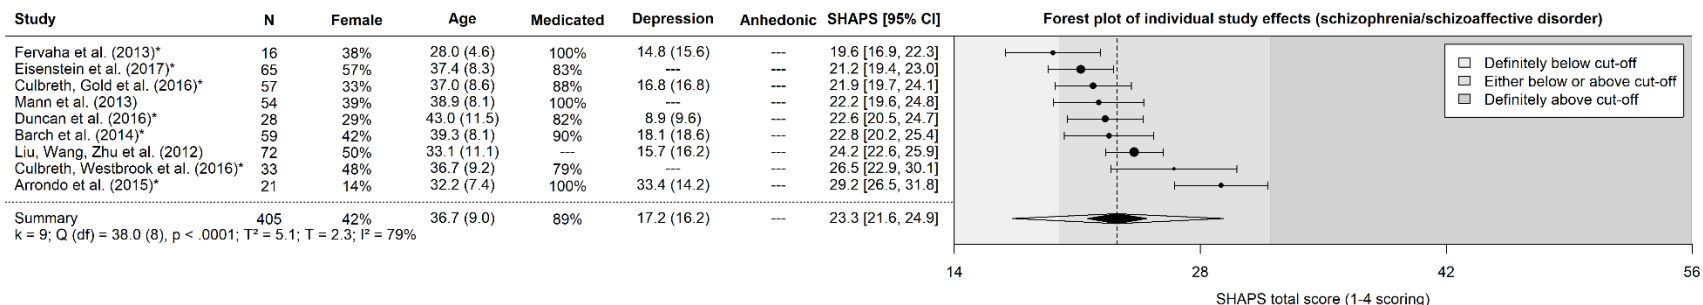 Study N Female Age Medicated Depression Anhedonic SHAPS [95% CI] Forest plot of individual study effects (schizophrenia/schizoaffective disorder)
Fervaha et al. (2013)* 16 38% 28.0 (4.6) 100% 14.8 (15.6) --- 19.6 [16.9, 22.3]
Eisenstein et al. (2017)* 65 57% 37.4 (8.3) 83% --- --- 21.2 [19.4, 23.0]
Culbreth, Gold et al. (2016)* 57 33% 37.0 (8.6) 88% 16.8 (16.8) --- 21.9 [19.7, 24.1]
Mann et al. (2013) 54 39% 38.9 (8.1) 100% --- --- 22.2 [19.6, 24.8]
Duncan et al. (2016)* 28 29% 43.0 (11.5) 82% 8.9 (9.6) --- 22.6 [20.5, 24.7]
Barch et al. (2014)* 59 42% 39.3 (8.1) 90% 18.1 (18.6) --- 22.8 [20.2, 25.4]
Liu, Wang, Zhu et al. (2012) 72 50% 33.1 (11.1) --- 15.7 (16.2) --- 24.2 [22.6, 25.9]
Culbreth, Westbrook et al. (2016)* 33 48% 36.7 (9.2) 79% --- --- 26.5 [22.9, 30.1]
Arrondo et al. (2015)* 21 14% 32.2 (7.4) 100% 33.4 (14.2) --- 29.2 [26.5, 31.8]
Summary 405 42% 36.7 (9.0) 89% 17.2 (16.2) --- 23.3 [21.6, 24.9]
k = 9; Q (df) = 38.0 (8), p < .0001; T² = 5.1; T = 2.3; I² = 79%
Definitely below cut-off
Either below or above cut-off
Definitely above cut-off
14 28 42 56
SHAPS total score (1-4 scoring)